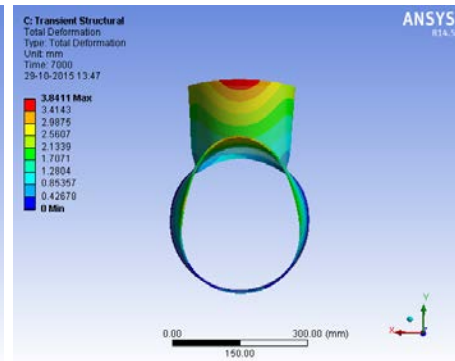 C: Transient Structural
Total Deformation
Type: Total Deformation
Unit: mm
Time: 7000
29-10-2015 13:47
3.8411 Max
3.4143
2.9875
2.5607
2.1339
1.7071
1.2804
0.85357
0.42678
0 Min
ANSYS
R14.5
0.00
300.00 (mm)
150.00
Y
X